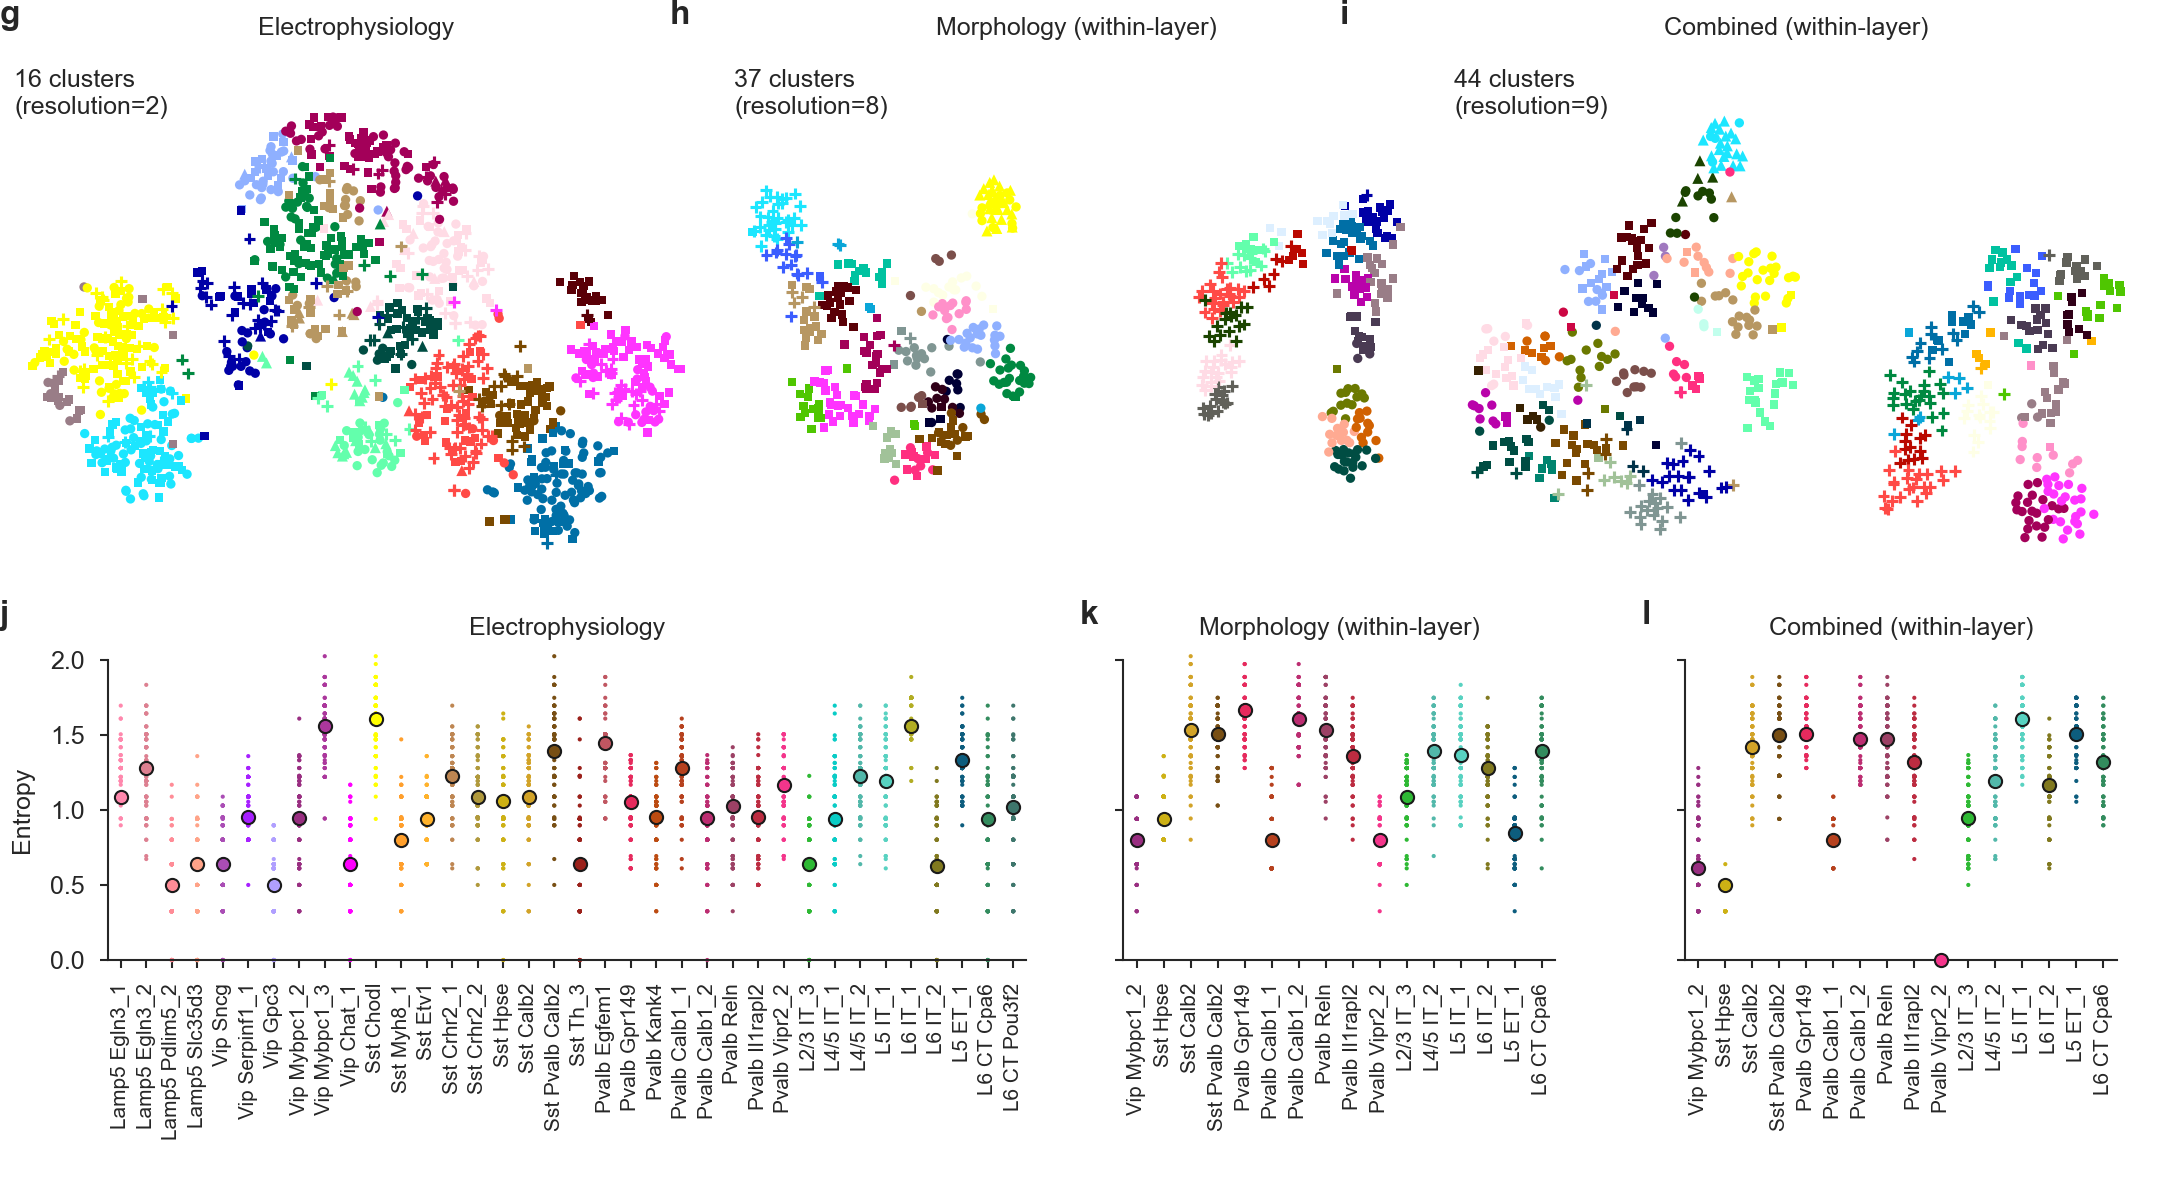 g
Electrophysiology
16 clusters
(resolution=2)
h
Morphology (within-layer)
37 clusters
(resolution=8)
i
Combined (within-layer)
44 clusters
(resolution=9)
j
Electrophysiology
Entropy
2.0
1.5
1.0
0.5
0.0
Lamp5 Egln3_1
Lamp5 Egln3_2
Lamp5 Pdlim5_2
Lamp5 Slc35d3
Vip Sncg
Vip Serpinf1_1
Vip Gpc3
Vip Mybpc1_2
Vip Mybpc1_3
Vip Chat_1
Sst Chodl
Sst Myh8_1
Sst Etv1
Sst Crhr2_1
Sst Crhr2_2
Sst Hpse
Sst Calb2
Sst Pvalb Calb2
Sst Th_3
Pvalb Egfem1
Pvalb Gpr149
Pvalb Kank4
Pvalb Calb1_1
Pvalb Calb1_2
Pvalb Reln
Pvalb Il1rapl2
Pvalb Vipr2_2
L2/3 IT_3
L4/5 IT_1
L4/5 IT_2
L5 IT_1
L6 IT_1
L6 IT_2
L5 ET_1
L6 CT Cpa6
L6 CT Pou3f2
k
Morphology (within-layer)
Vip Mybpc1_2
Sst Hpse
Sst Calb2
Sst Pvalb Calb2
Pvalb Gpr149
Pvalb Calb1_1
Pvalb Calb1_2
Pvalb Reln
Pvalb Il1rapl2
Pvalb Vipr2_2
L2/3 IT_3
L4/5 IT_2
L5 IT_1
L6 IT_2
L5 ET_1
L6 CT Cpa6
l
Combined (within-layer)
Vip Mybpc1_2
Sst Hpse
Sst Calb2
Sst Pvalb Calb2
Pvalb Gpr149
Pvalb Calb1_1
Pvalb Calb1_2
Pvalb Reln
Pvalb Il1rapl2
Pvalb Vipr2_2
L2/3 IT_3
L4/5 IT_2
L5 IT_1
L6 IT_2
L5 ET_1
L6 CT Cpa6